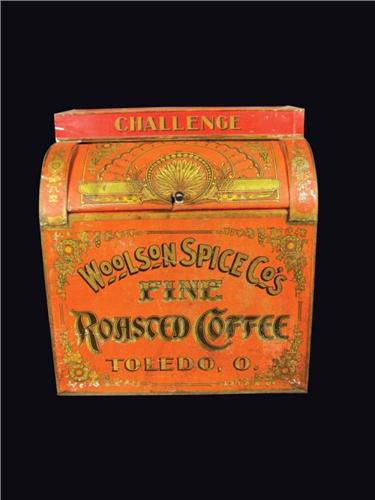 CHALLENGE
WOOLSON SPICE CO'S
FINE
ROASTED COFFEE
TOLEDO, O.